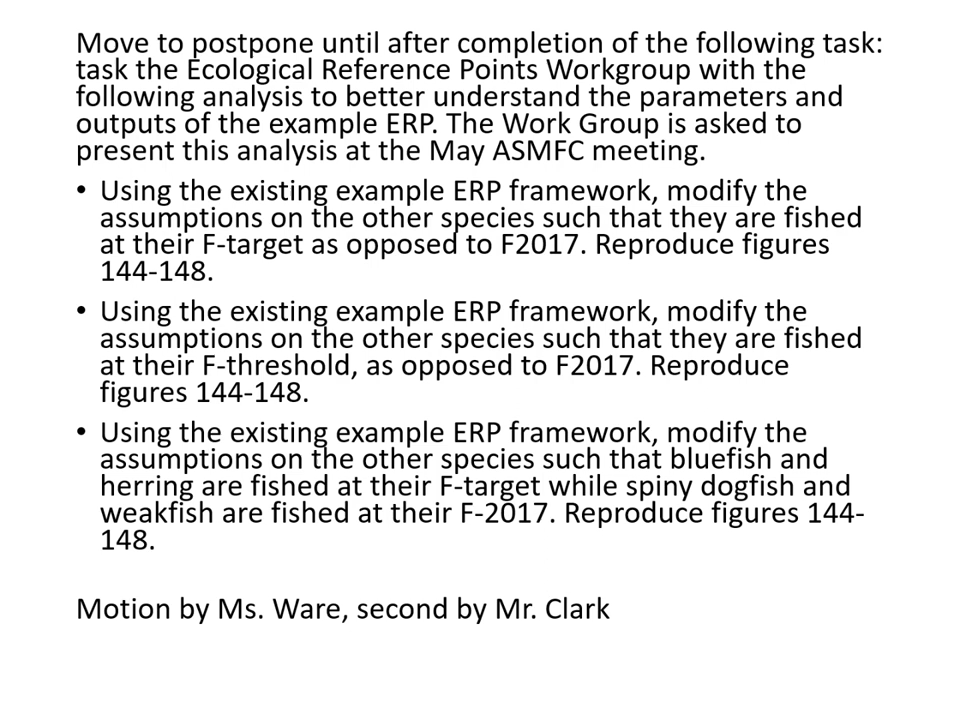 Move to postpone until after completion of the following task:
task the Ecological Reference Points Workgroup with the
following analysis to better understand the parameters and
outputs of the example ERP. The Work Group is asked to
present this analysis at the May ASMFC meeting.
• Using the existing example ERP framework, modify the
assumptions on the other species such that they are fished
at their F-target as opposed to F2017. Reproduce figures
144-148.
• Using the existing example ERP framework, modify the
assumptions on the other species such that they are fished
at their F-threshold, as opposed to F2017. Reproduce
figures 144-148.
• Using the existing example ERP framework, modify the
assumptions on the other species such that bluefish and
herring are fished at their F-target while spiny dogfish and
weakfish are fished at their F-2017. Reproduce figures 144-
148.
Motion by Ms. Ware, second by Mr. Clark